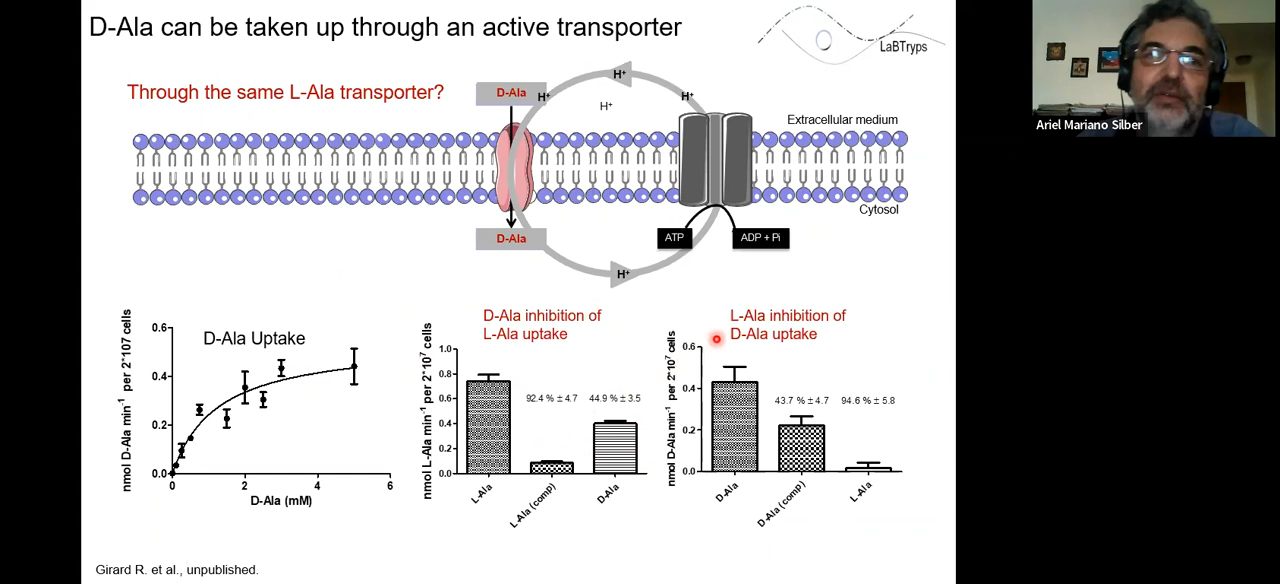 D-Ala can be taken up through an active transporter
LaBTryps
Ariel Mariano Silber
Through the same L-Ala transporter?
D-Ala
H⁺
H⁺
H⁺
H⁺
Extracellular medium
Cytosol
D-Ala
ATP
ADP + Pi
H⁺
nmol D-Ala min⁻¹ per 2*107 cells
D-Ala Uptake
0.6
0.4
0.2
0.0
0
2
4
6
D-Ala (mM)
D-Ala inhibition of
L-Ala uptake
nmol L-Ala min⁻¹ per 2*10⁷ cells
1.0
0.8
0.6
0.4
0.2
0.0
92.4 % ± 4.7
44.9 % ± 3.5
L-Ala
L-Ala (comp)
D-Ala
L-Ala inhibition of
D-Ala uptake
nmol D-Ala min⁻¹ per 2*10⁷ cells
0.6
0.4
0.2
0.0
43.7 % ± 4.7
94.6 % ± 5.8
D-Ala
D-Ala (comp)
L-Ala
Girard R. et al., unpublished.